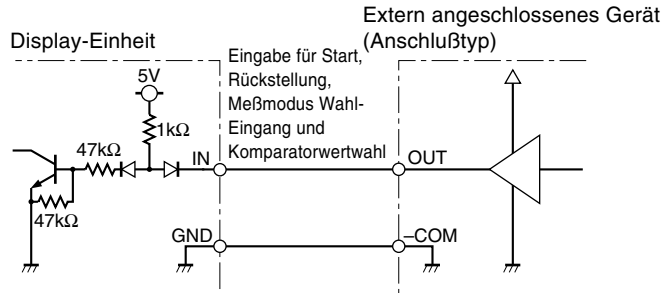 Extern angeschlossenes Gerät
(Anschlußtyp)
Display-Einheit
Eingabe für Start,
Rückstellung,
Meßmodus Wahl-
Eingang und
Komparatorwertwahl
5V
1kΩ
47kΩ
IN
OUT
47kΩ
GND
–COM